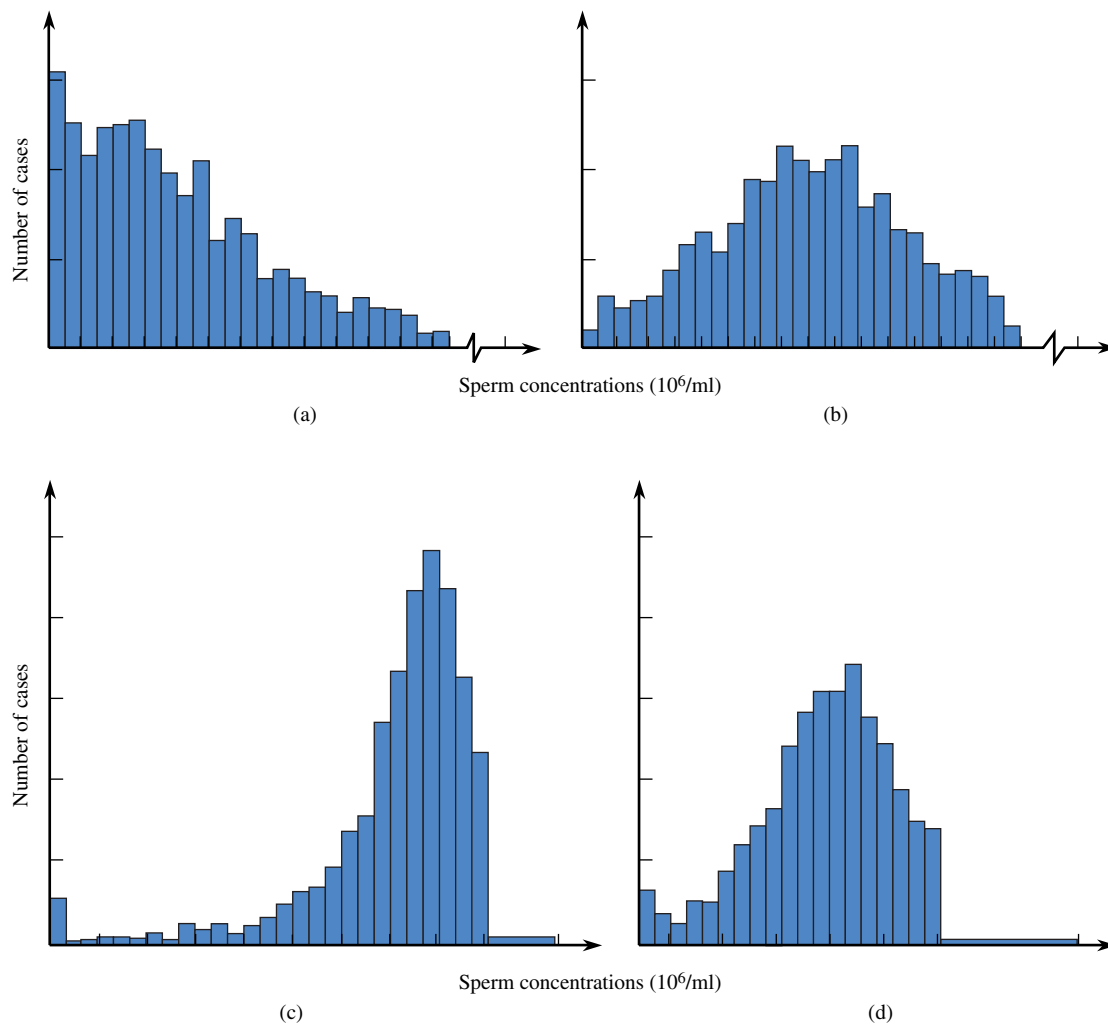 Number of cases
Sperm concentrations (10⁶/ml)
(a)
(b)
Number of cases
Sperm concentrations (10⁶/ml)
(c)
(d)